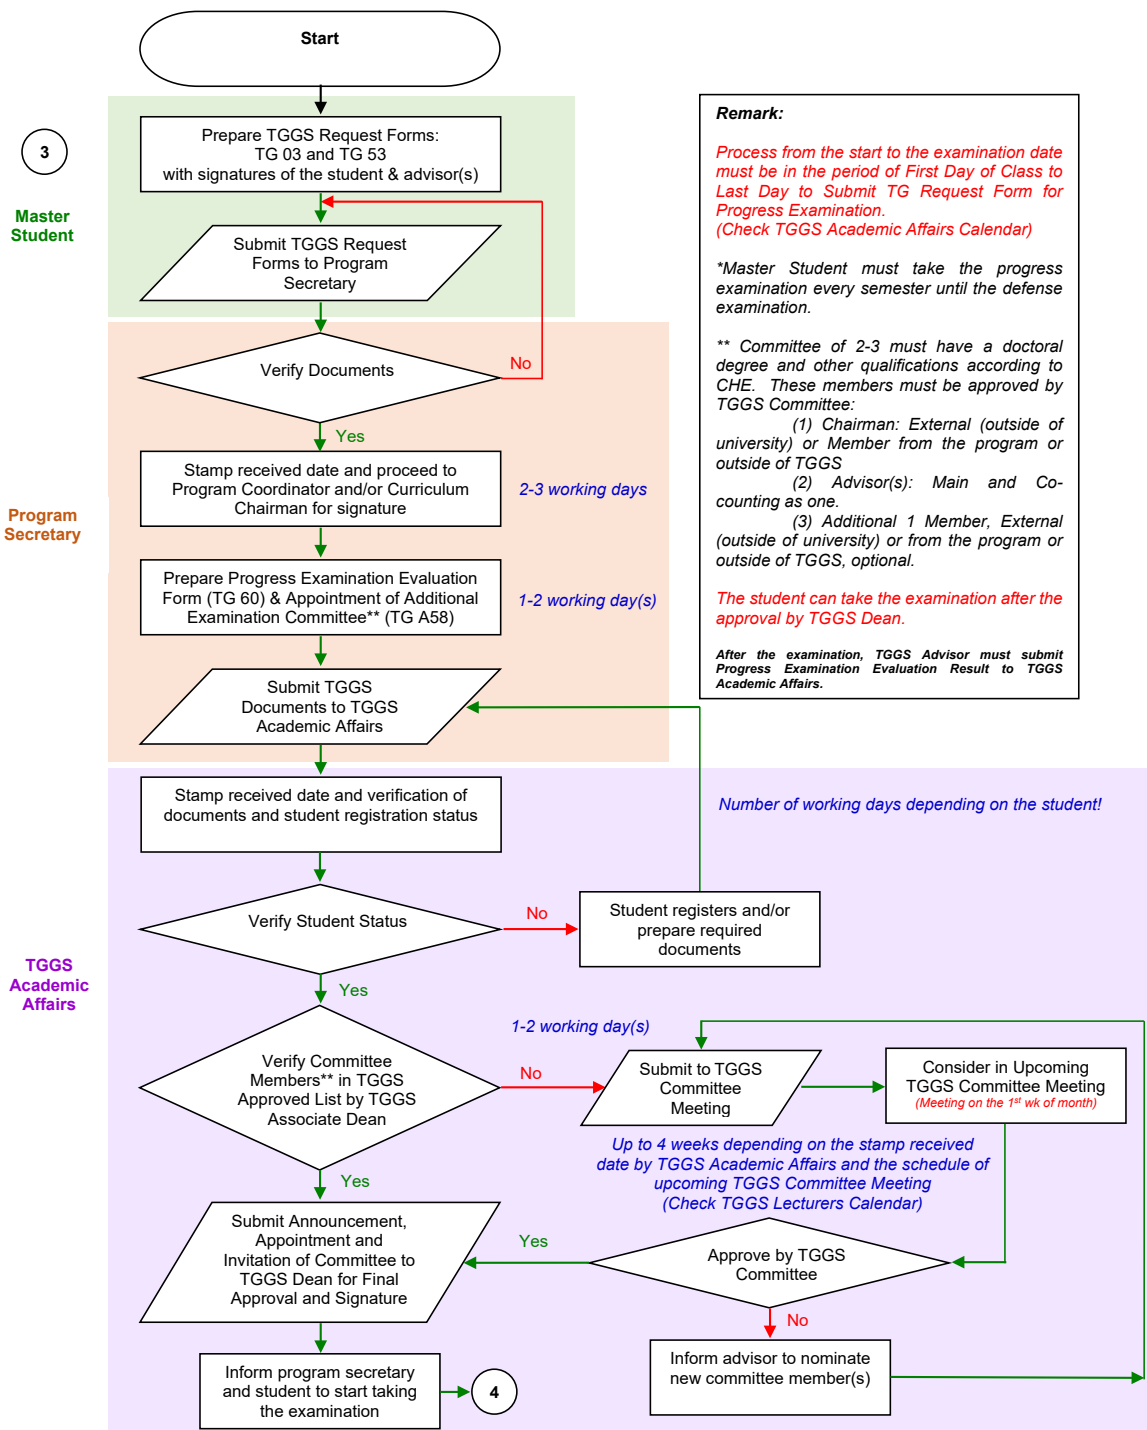 Start
3
Master
Student
Prepare TGGS Request Forms:
TG 03 and TG 53
with signatures of the student & advisor(s)
Submit TGGS Request
Forms to Program
Secretary
Remark:
Process from the start to the examination date
must be in the period of First Day of Class to
Last Day to Submit TG Request Form for
Progress Examination.
(Check TGGS Academic Affairs Calendar)
*Master Student must take the progress
examination every semester until the defense
examination.
** Committee of 2-3 must have a doctoral
degree and other qualifications according to
CHE. These members must be approved by
TGGS Committee:
(1) Chairman: External (outside of
university) or Member from the program or
outside of TGGS
(2) Advisor(s): Main and Co-
counting as one.
(3) Additional 1 Member, External
(outside of university) or from the program or
outside of TGGS, optional.
The student can take the examination after the
approval by TGGS Dean.
After the examination, TGGS Advisor must submit
Progress Examination Evaluation Result to TGGS
Academic Affairs.
Program
Secretary
Verify Documents
No
Yes
Stamp received date and proceed to
Program Coordinator and/or Curriculum
Chairman for signature
2-3 working days
Prepare Progress Examination Evaluation
Form (TG 60) & Appointment of Additional
Examination Committee** (TG A58)
1-2 working day(s)
Submit TGGS
Documents to TGGS
Academic Affairs
TGGS
Academic
Affairs
Stamp received date and verification of
documents and student registration status
Number of working days depending on the student!
Verify Student Status
No
Student registers and/or
prepare required
documents
Yes
1-2 working day(s)
Verify Committee
Members** in TGGS
Approved List by TGGS
Associate Dean
No
Submit to TGGS
Committee
Meeting
Consider in Upcoming
TGGS Committee Meeting
(Meeting on the 1st wk of month)
Up to 4 weeks depending on the stamp received
date by TGGS Academic Affairs and the schedule of
upcoming TGGS Committee Meeting
(Check TGGS Lecturers Calendar)
Yes
Submit Announcement,
Appointment and
Invitation of Committee to
TGGS Dean for Final
Approval and Signature
Yes
Approve by TGGS
Committee
No
Inform advisor to nominate
new committee member(s)
Inform program secretary
and student to start taking
the examination
4